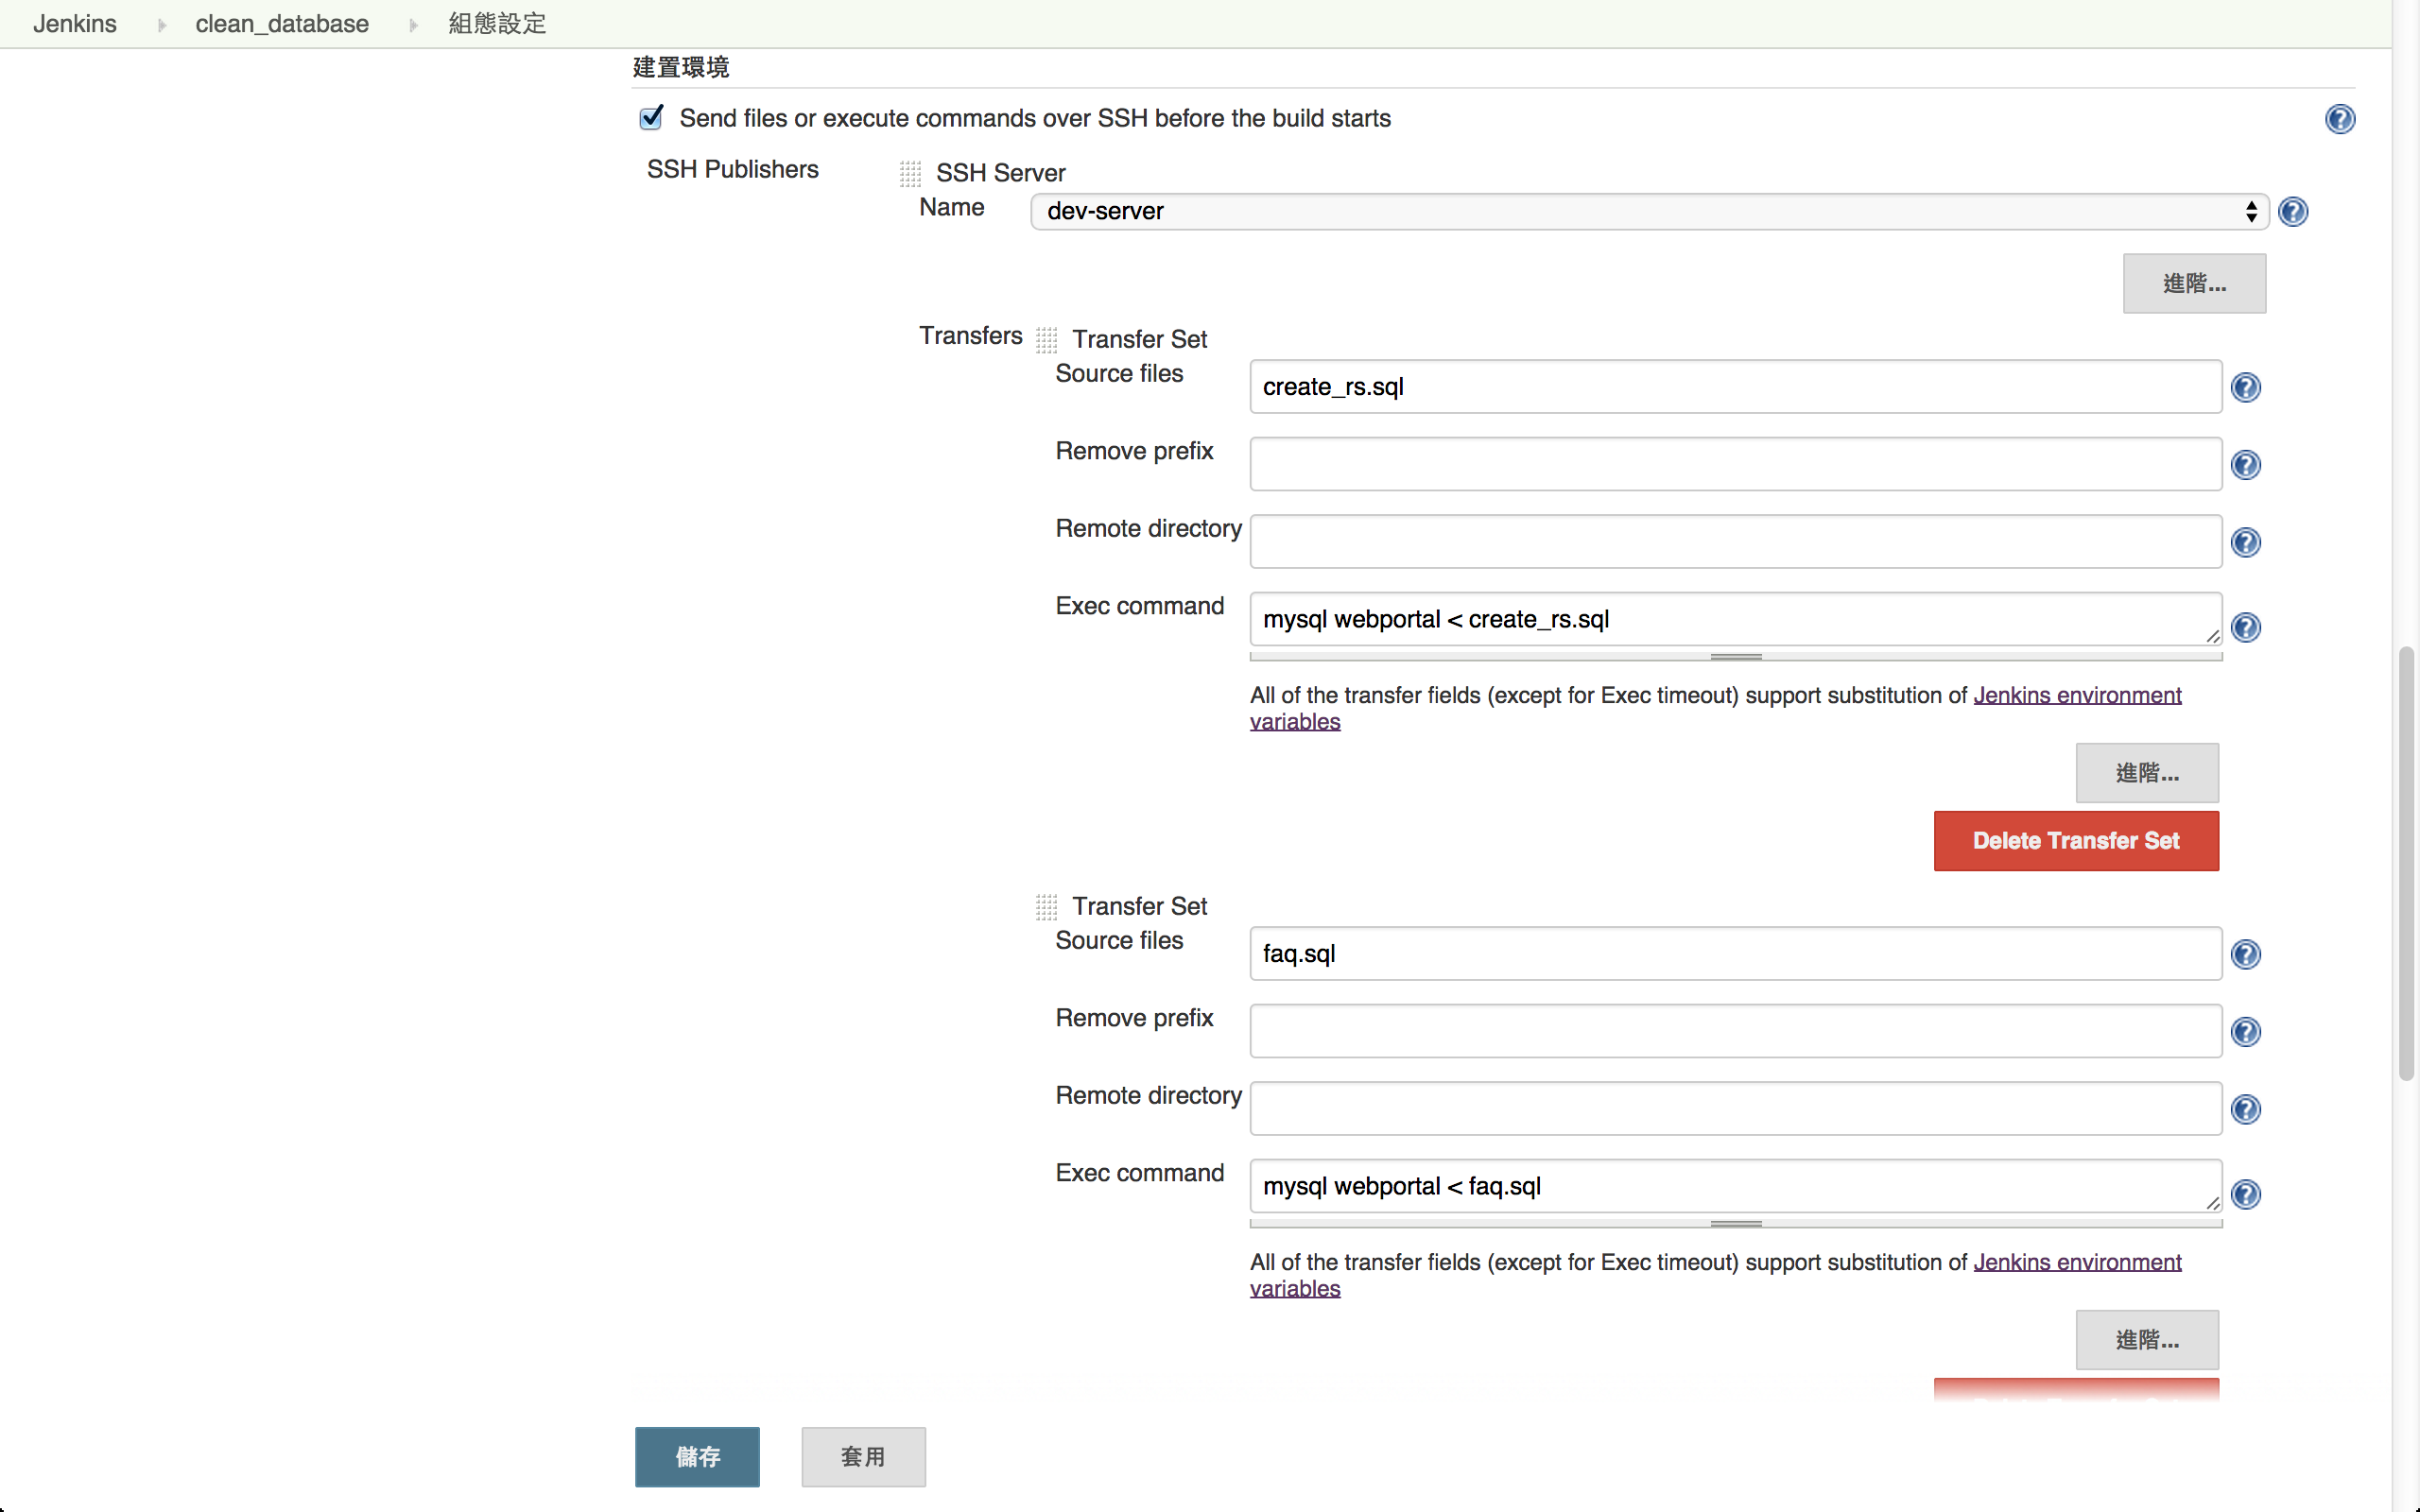 Jenkins clean_database 組態設定
建置環境
Send files or execute commands over SSH before the build starts
SSH Publishers
SSH Server
Name
dev-server
進階...
Transfers
Transfer Set
Source files
create_rs.sql
Remove prefix
Remote directory
Exec command
mysql webportal < create_rs.sql
All of the transfer fields (except for Exec timeout) support substitution of Jenkins environment
variables
進階...
Delete Transfer Set
Transfer Set
Source files
faq.sql
Remove prefix
Remote directory
Exec command
mysql webportal < faq.sql
All of the transfer fields (except for Exec timeout) support substitution of Jenkins environment
variables
進階...
儲存
套用